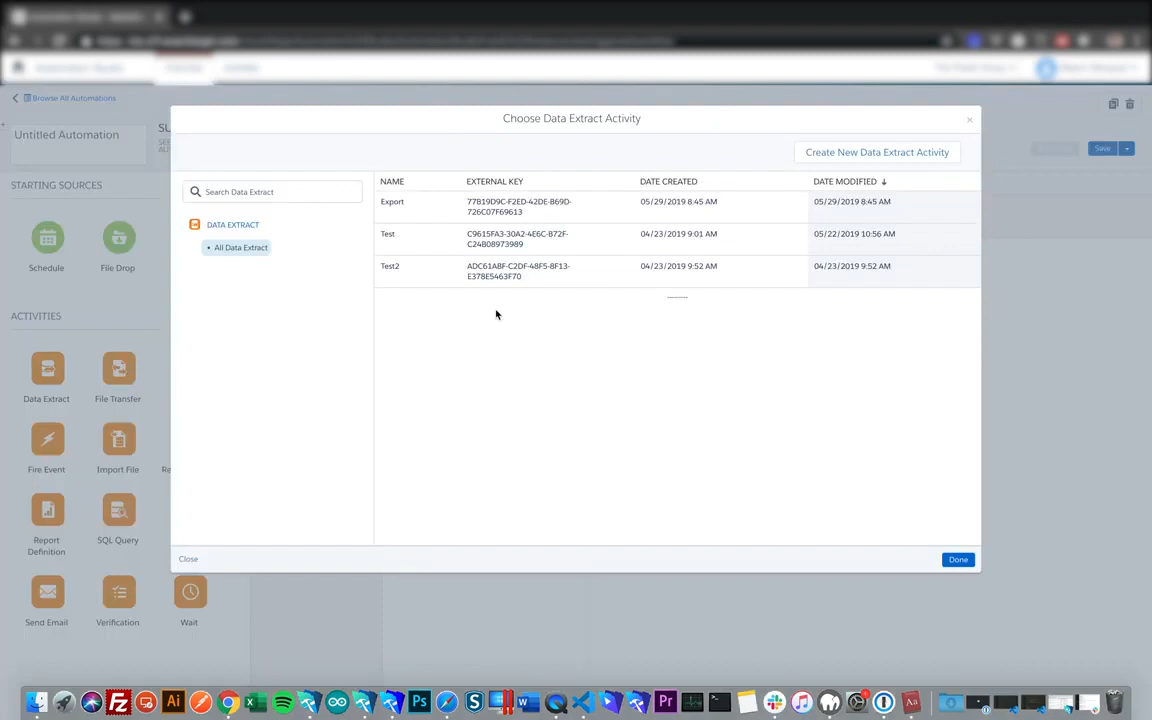 Browse All Automations
Untitled Automation
Save
STARTING SOURCES
Schedule
File Drop
ACTIVITIES
Data Extract
File Transfer
Fire Event
Import File
Report
Definition
SQL Query
Send Email
Verification
Wait
Choose Data Extract Activity
Create New Data Extract Activity
Search Data Extract
DATA EXTRACT
• All Data Extract
NAME EXTERNAL KEY DATE CREATED DATE MODIFIED
Export 77B19D9C-F2ED-42DE-B69D- 05/29/2019 8:45 AM 05/29/2019 8:45 AM
726C07F69613
Test C9615FA3-30A2-4E6C-B72F- 04/23/2019 9:01 AM 05/22/2019 10:56 AM
C24B08973989
Test2 ADC61ABF-C2DF-48F5-8F13- 04/23/2019 9:52 AM 04/23/2019 9:52 AM
E378E5463F70
Close
Done